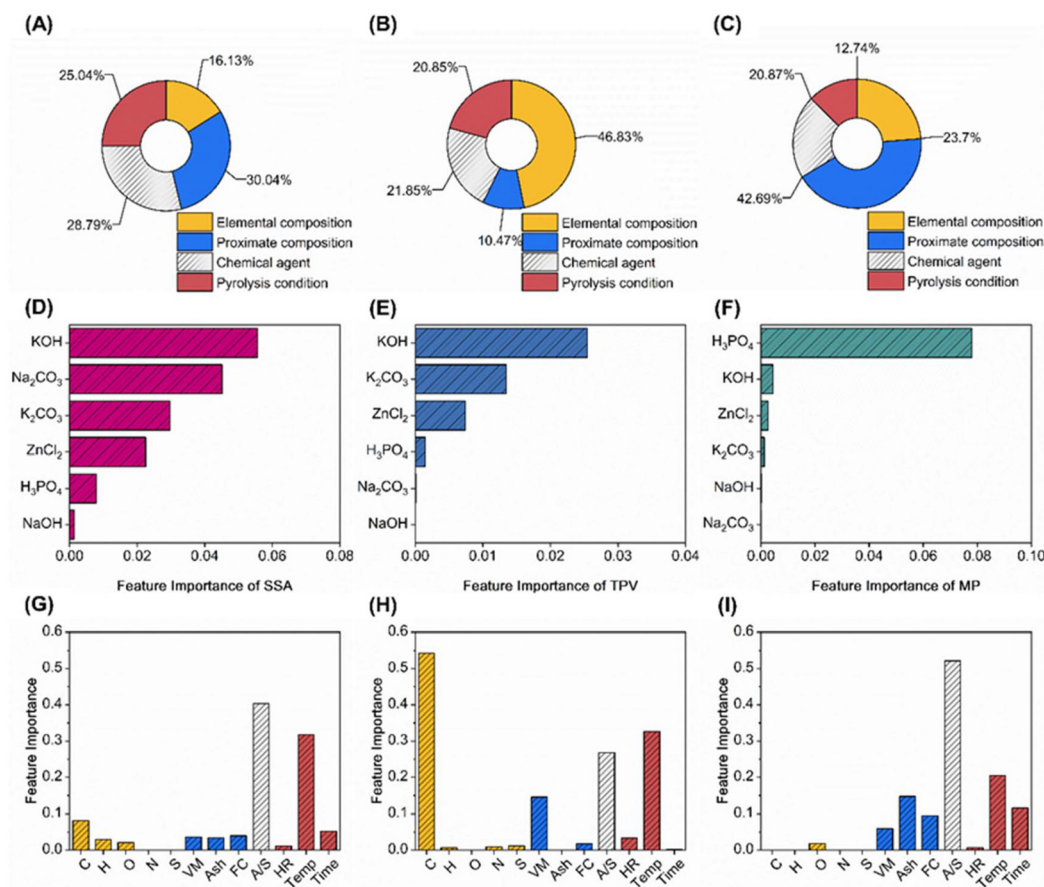 (A)
25.04%
16.13%
30.04%
28.79%
Elemental composition
Proximate composition
Chemical agent
Pyrolysis condition
(B)
20.85%
46.83%
21.85%
10.47%
Elemental composition
Proximate composition
Chemical agent
Pyrolysis condition
(C)
12.74%
20.87%
23.7%
42.69%
Elemental composition
Proximate composition
Chemical agent
Pyrolysis condition
(D)
KOH
Na₂CO₃
K₂CO₃
ZnCl₂
H₃PO₄
NaOH
0.00 0.02 0.04 0.06 0.08
Feature Importance of SSA
(E)
KOH
K₂CO₃
ZnCl₂
H₃PO₄
Na₂CO₃
NaOH
0.00 0.01 0.02 0.03 0.04
Feature Importance of TPV
(F)
H₃PO₄
KOH
ZnCl₂
K₂CO₃
NaOH
Na₂CO₃
0.00 0.02 0.04 0.06 0.08 0.10
Feature Importance of MP
(G)
Feature Importance
0.6
0.5
0.4
0.3
0.2
0.1
0.0
C H O N S VM Ash FC A/S HR Temp Time
(H)
Feature Importance
0.6
0.5
0.4
0.3
0.2
0.1
0.0
C H O N S VM Ash FC A/S HR Temp Time
(I)
Feature Importance
0.6
0.5
0.4
0.3
0.2
0.1
0.0
C H O N S VM Ash FC A/S HR Temp Time